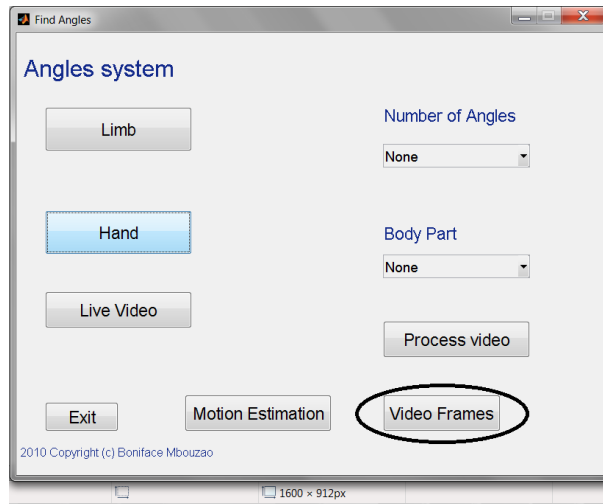 Find Angles
Angles system
Limb
Number of Angles
None
Hand
Body Part
None
Live Video
Process video
Exit
Motion Estimation
Video Frames
2010 Copyright (c) Boniface Mbouzao
1600 × 912px